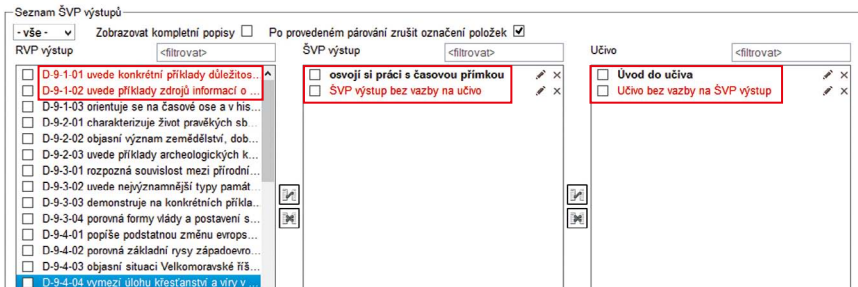 Seznam ŠVP výstupů
- vše -
Zobrazovat kompletní popisy
Po provedeném párování zrušit označení položek
RVP výstup
<filtrovat>
D-9-1-01 uvede konkrétní příklady důležitos...
D-9-1-02 uvede příklady zdrojů informací o ...
D-9-1-03 orientuje se na časové ose a v his...
D-9-2-01 charakterizuje život pravěkých sb...
D-9-2-02 objasní význam zemědělství, dob...
D-9-2-03 uvede příklady archeologických k...
D-9-3-01 rozpozná souvislost mezi přírodní...
D-9-3-02 uvede nejvýznamnější typy památ...
D-9-3-03 demonstruje na konkrétních příkla...
D-9-3-04 porovná formy vlády a postavení s...
D-9-4-01 popíše podstatnou změnu evrops...
D-9-4-02 porovná základní rysy západoevro...
D-9-4-03 objasní situaci Velkomoravské říš...
D-9-4-04 vymezí úlohu křesťanství a víry v ...
ŠVP výstup
<filtrovat>
osvojí si práci s časovou přímkou
ŠVP výstup bez vazby na učivo
Učivo
<filtrovat>
Úvod do učiva
Učivo bez vazby na ŠVP výstup